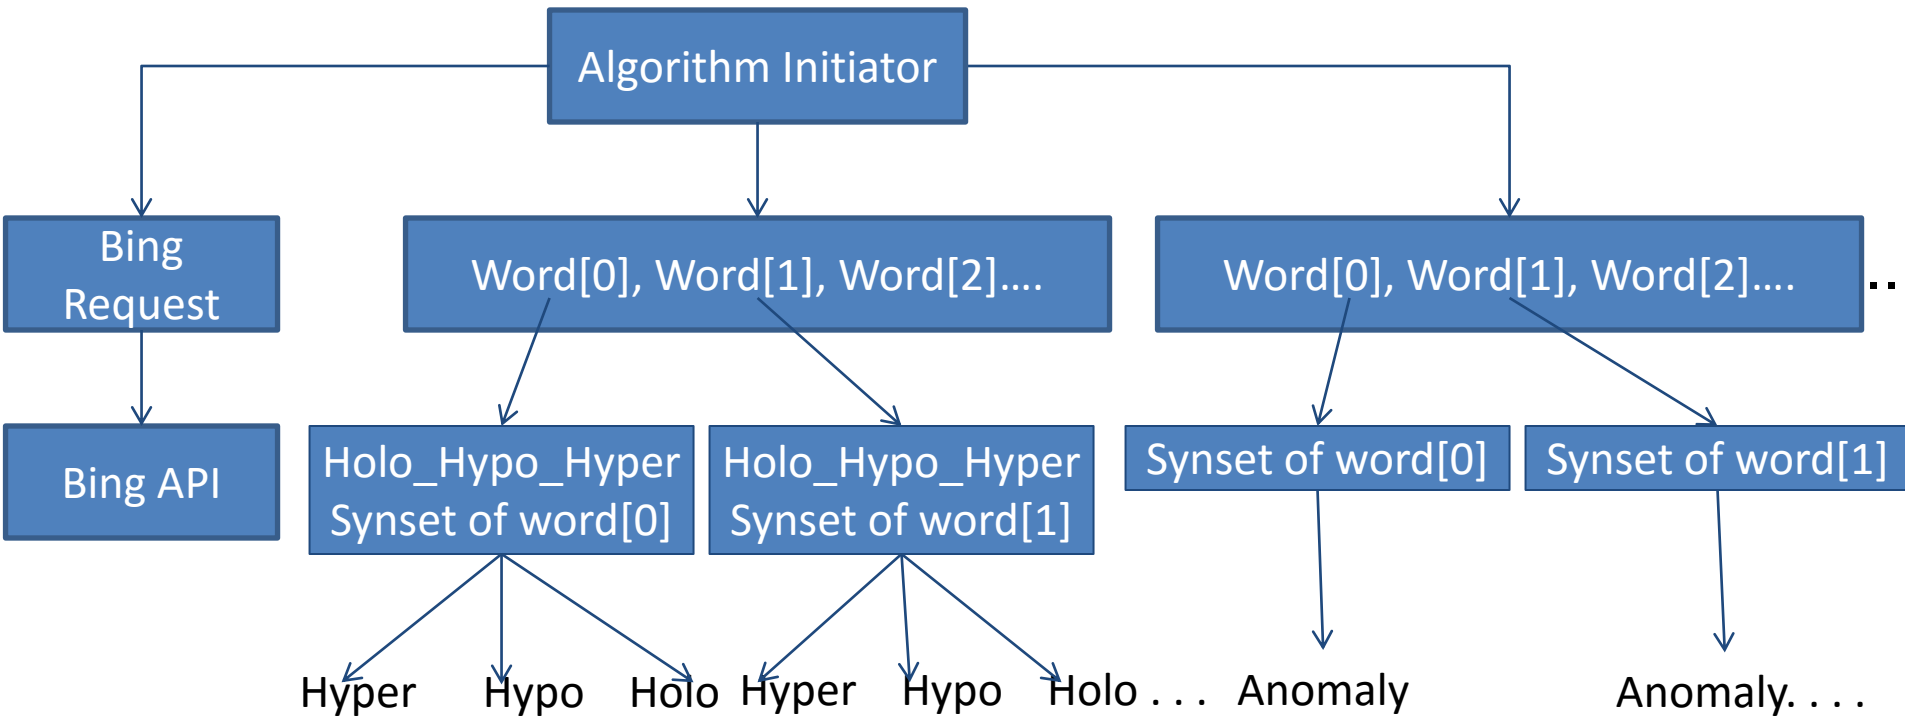 Algorithm Initiator
Bing
Request
Word[0], Word[1], Word[2]....
Word[0], Word[1], Word[2]....
..
Bing API
Holo_Hypo_Hyper
Synset of word[0]
Holo_Hypo_Hyper
Synset of word[1]
Synset of word[0]
Synset of word[1]
Hyper
Hypo
Holo
Hyper
Hypo
Holo . . .
Anomaly
Anomaly. . . .